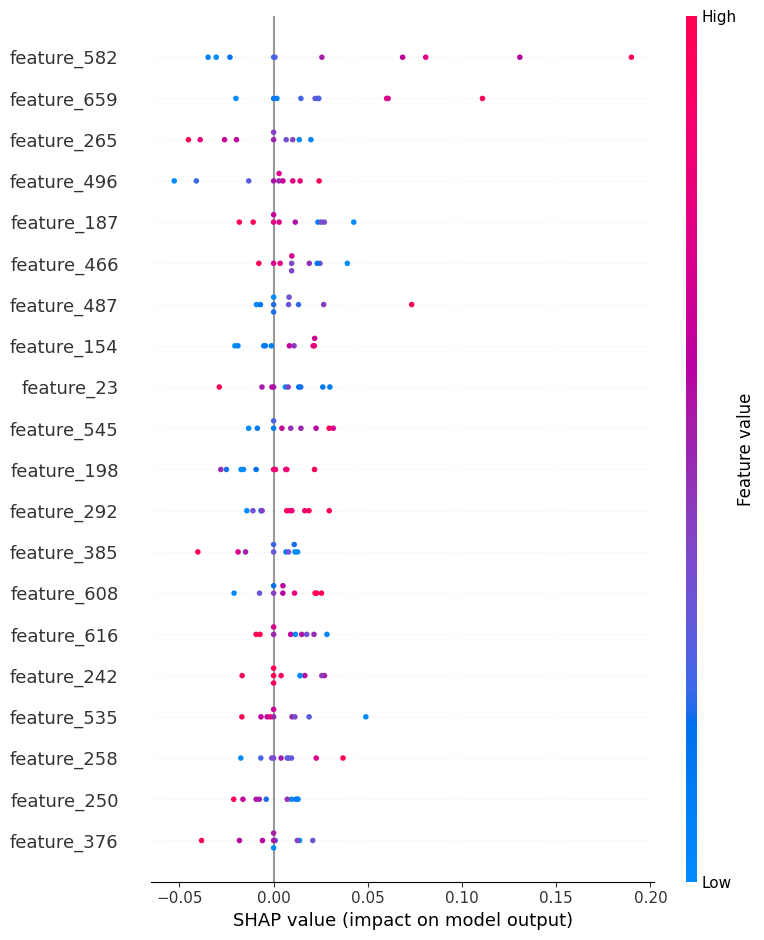 High
feature_582
feature_659
feature_265
feature_496
feature_187
feature_466
feature_487
feature_154
feature_23
feature_545
feature_198
feature_292
feature_385
feature_608
feature_616
feature_242
feature_535
feature_258
feature_250
feature_376
Feature value
Low
−0.05 0.00 0.05 0.10 0.15 0.20
SHAP value (impact on model output)